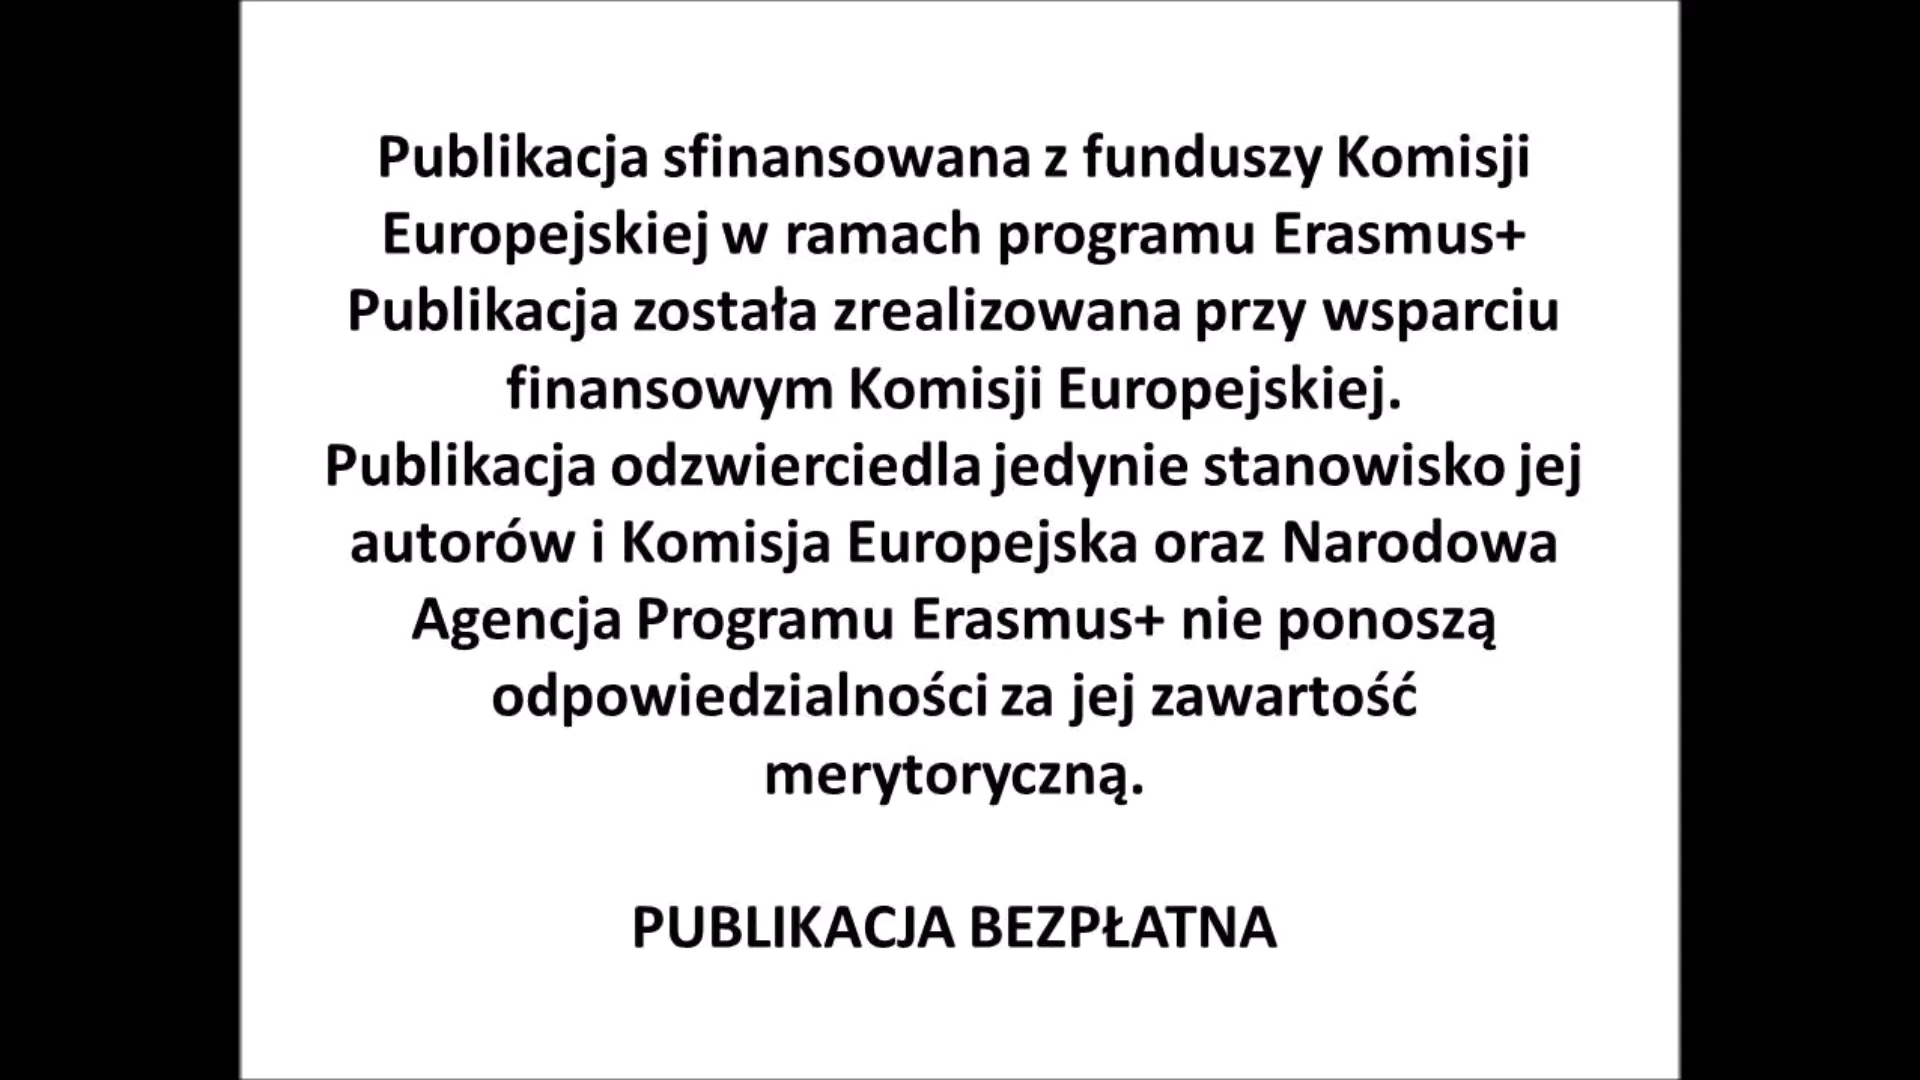 Publikacja sfinansowana z funduszy Komisji
Europejskiej w ramach programu Erasmus+
Publikacja została zrealizowana przy wsparciu
finansowym Komisji Europejskiej.
Publikacja odzwierciedla jedynie stanowisko jej
autorów i Komisja Europejska oraz Narodowa
Agencja Programu Erasmus+ nie ponoszą
odpowiedzialności za jej zawartość
merytoryczną.
PUBLIKACJA BEZPŁATNA